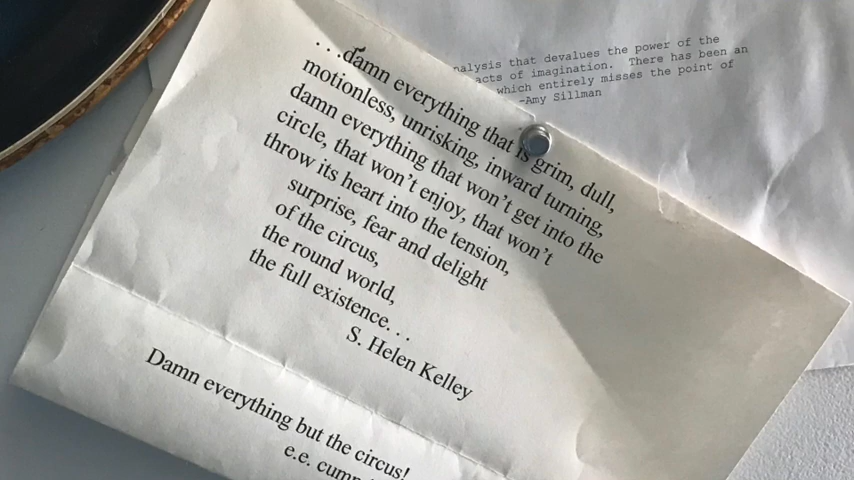 ...damn everything that is grim, dull,
motionless, unrisking, inward turning,
damn everything that won't get into the
circle, that won't enjoy, that won't
throw its heart into the tension,
surprise, fear and delight
of the circus,
the round world,
the full existence...
S. Helen Kelley
Damn everything but the circus!
e.e.
that devalues the power of the
acts of imagination. There has been an
which entirely misses the point of
-Amy Sillman